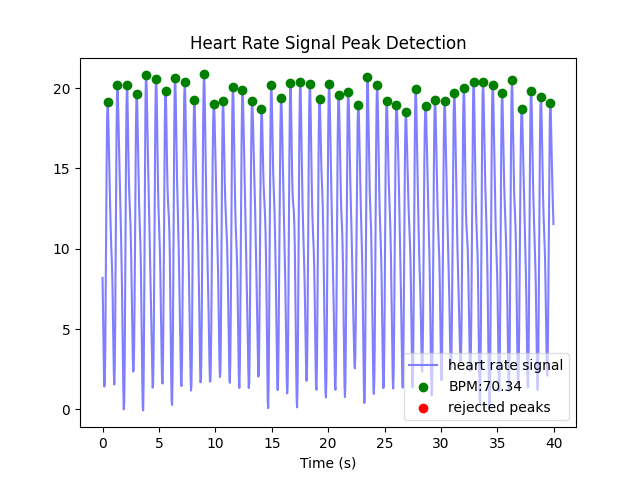 Heart Rate Signal Peak Detection
20
15
10
5
0
heart rate signal
BPM:70.34
rejected peaks
0 5 10 15 20 25 30 35 40
Time (s)